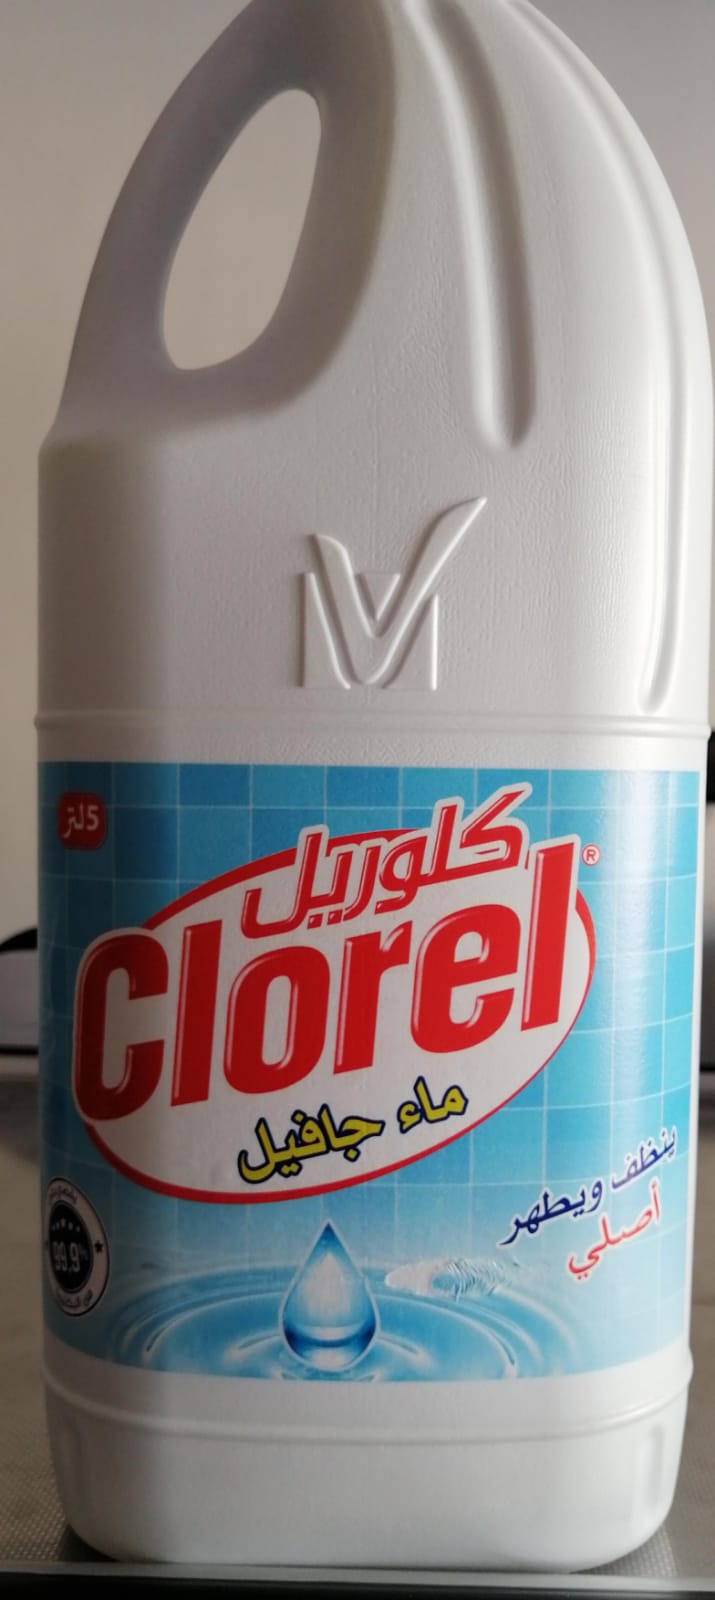 5 لتر
كلوريل
Clorel®
ماء جافيل
ينظف ويطهر
أصلي
99.9%